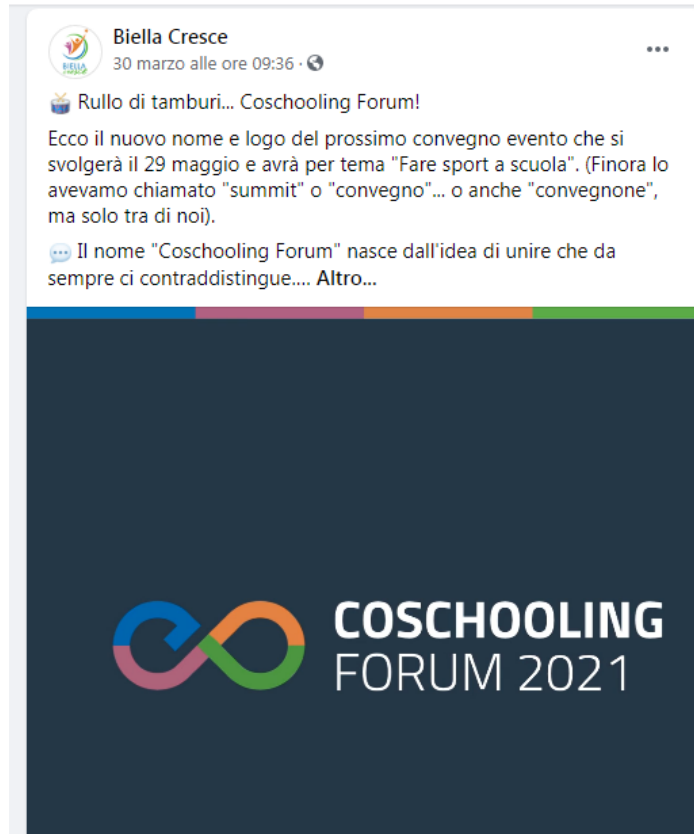 Biella Cresce
30 marzo alle ore 09:36 ·
Rullo di tamburi... Coschooling Forum!
Ecco il nuovo nome e logo del prossimo convegno evento che si
svolgerà il 29 maggio e avrà per tema "Fare sport a scuola". (Finora lo
avevamo chiamato "summit" o "convegno"... o anche "convegnone",
ma solo tra di noi).
Il nome "Coschooling Forum" nasce dall'idea di unire che da
sempre ci contraddistingue.... Altro...
COSCHOOLING
FORUM 2021